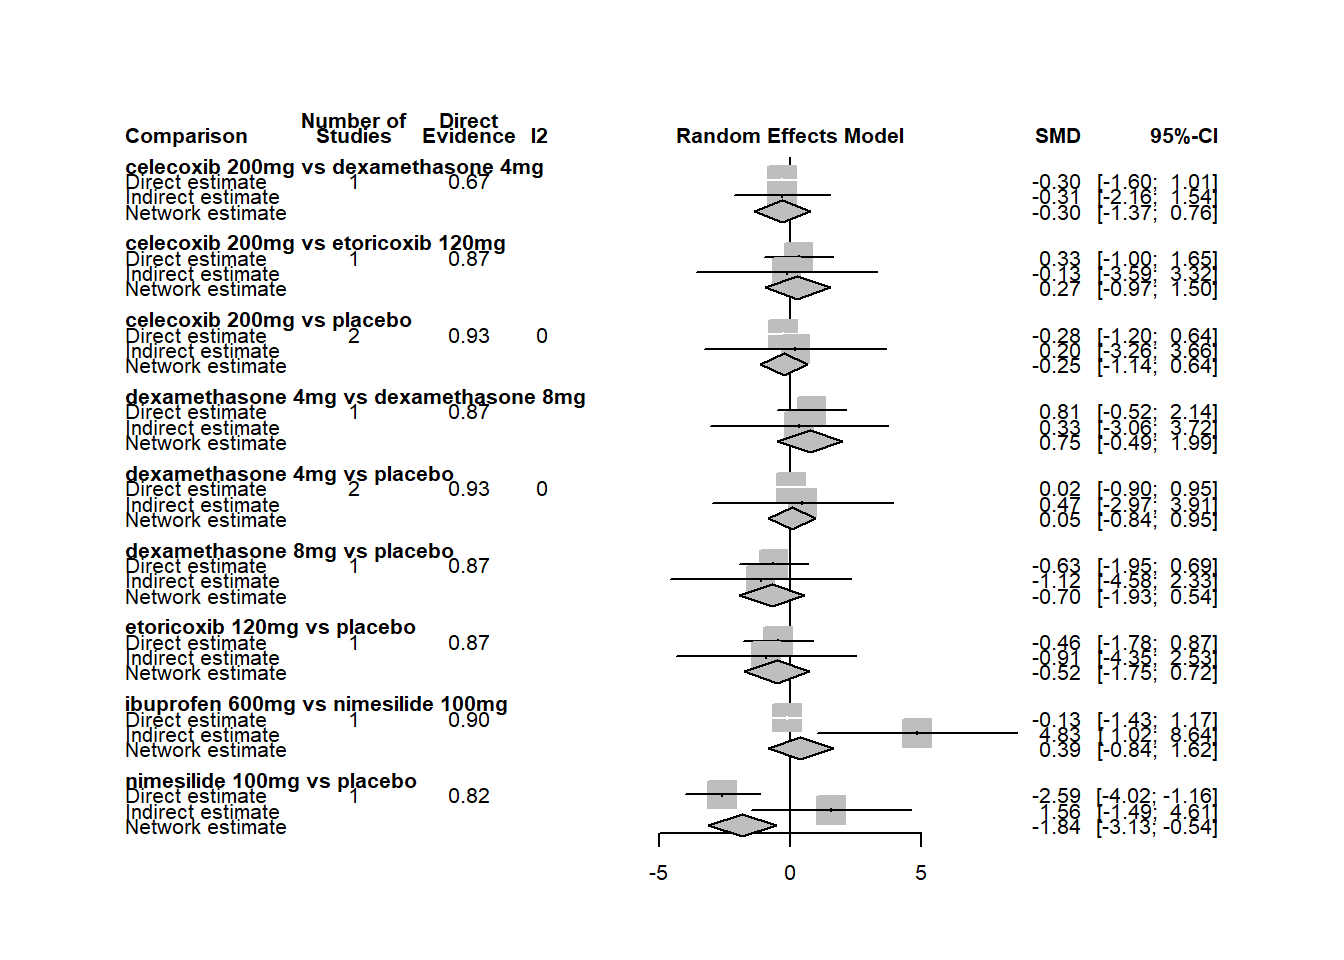 Number of Direct
Comparison Studies Evidence I2 Random Effects Model SMD 95%-CI
celecoxib 200mg vs dexamethasone 4mg
Direct estimate 1 0.67 -0.30 [-1.60; 1.01]
Indirect estimate -0.31 [-2.16; 1.54]
Network estimate -0.30 [-1.37; 0.76]
celecoxib 200mg vs etoricoxib 120mg
Direct estimate 1 0.87 0.33 [-1.00; 1.65]
Indirect estimate -0.13 [-3.59; 3.32]
Network estimate 0.27 [-0.97; 1.50]
celecoxib 200mg vs placebo
Direct estimate 2 0.93 0 -0.28 [-1.20; 0.64]
Indirect estimate 0.20 [-3.26; 3.66]
Network estimate -0.25 [-1.14; 0.64]
dexamethasone 4mg vs dexamethasone 8mg
Direct estimate 1 0.87 0.81 [-0.52; 2.14]
Indirect estimate 0.33 [-3.06; 3.72]
Network estimate 0.75 [-0.49; 1.99]
dexamethasone 4mg vs placebo
Direct estimate 2 0.93 0 0.02 [-0.90; 0.95]
Indirect estimate 0.47 [-2.97; 3.91]
Network estimate 0.05 [-0.84; 0.95]
dexamethasone 8mg vs placebo
Direct estimate 1 0.87 -0.63 [-1.95; 0.69]
Indirect estimate -1.12 [-4.58; 2.33]
Network estimate -0.70 [-1.93; 0.54]
etoricoxib 120mg vs placebo
Direct estimate 1 0.87 -0.46 [-1.78; 0.87]
Indirect estimate -0.91 [-4.35; 2.53]
Network estimate -0.52 [-1.75; 0.72]
ibuprofen 600mg vs nimesilide 100mg
Direct estimate 1 0.90 -0.13 [-1.43; 1.17]
Indirect estimate 4.83 [ 1.02; 8.64]
Network estimate 0.39 [-0.84; 1.62]
nimesilide 100mg vs placebo
Direct estimate 1 0.82 -2.59 [-4.02; -1.16]
Indirect estimate 1.56 [-1.49; 4.61]
Network estimate -1.84 [-3.13; -0.54]
-5 0 5